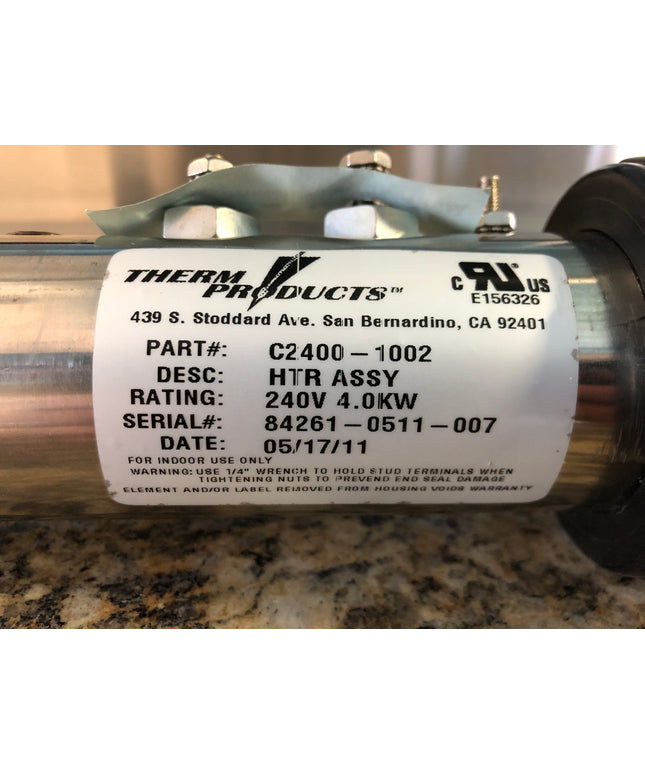 THERM PRODUCTS™
C RU US
E156326
439 S. Stoddard Ave. San Bernardino, CA 92401
PART#: C2400-1002
DESC: HTR ASSY
RATING: 240V 4.0KW
SERIAL#: 84261-0511-007
DATE: 05/17/11
FOR INDOOR USE ONLY
WARNING: USE 1/4" WRENCH TO HOLD STUD TERMINALS WHEN
TIGHTENING NUTS TO PREVEND END SEAL DAMAGE
ELEMENT AND/OR LABEL REMOVED FROM HOUSING VOIDS WARRANTY